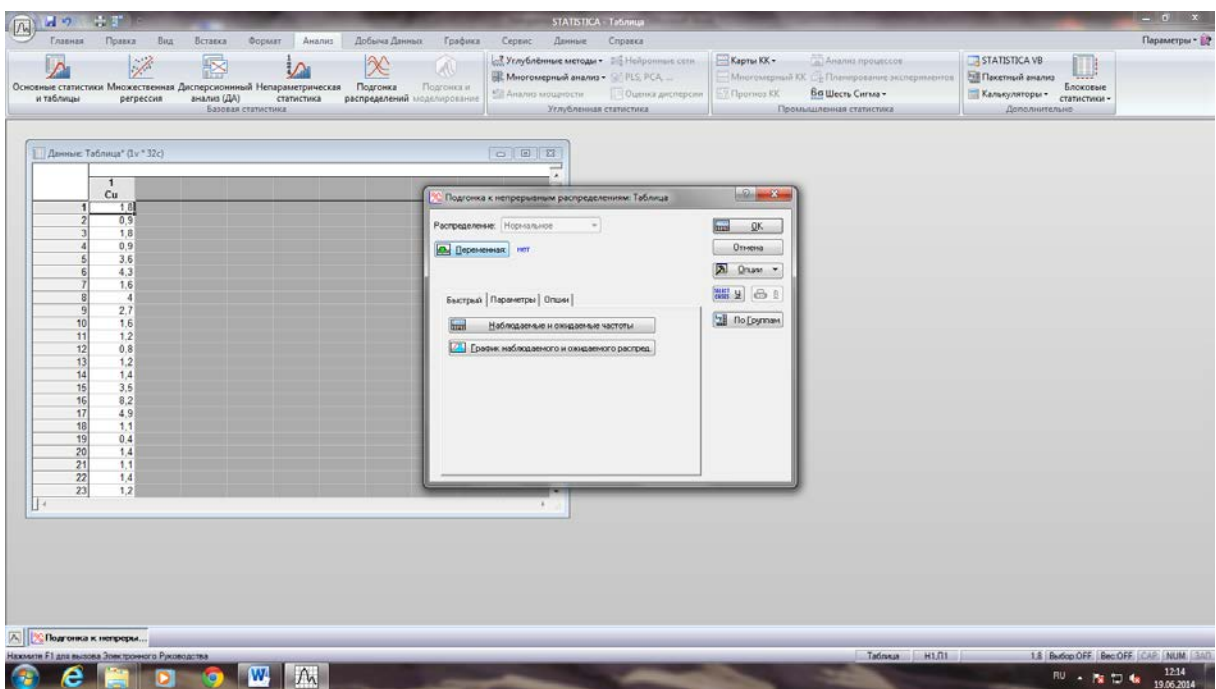 STATISTICA - Таблица
Главная Правка Вид Вставка Формат Анализ Добыча Данных Графика Сервис Данные Справка Параметры
Основные статистики и таблицы
Множественная регрессия
Дисперсионный анализ (ДА)
Непараметрическая статистика
Подгонка распределений
Подгонка и моделирование
Базовая статистика
Углублённые методы
Многомерный анализ
Анализ мощности
Нейронные сети
PLS, PCA, ...
Оценка дисперсии
Углубленная статистика
Карты КК
Многомерный КК
Прогноз КК
Анализ процессов
Планирование экспериментов
Шесть Сигма
Промышленная статистика
STATISTICA VB
Пакетный анализ
Калькуляторы
Блоковые статистики
Дополнительно
Данные: Таблица* (1v * 32c)
1
Cu
1 1,8
2 0,9
3 1,8
4 0,9
5 3,6
6 4,3
7 1,6
8 4
9 2,7
10 1,6
11 1,2
12 0,8
13 1,2
14 1,4
15 3,5
16 8,2
17 4,9
18 1,1
19 0,4
20 1,4
21 1,1
22 1,4
23 1,2
Подгонка к непрерывным распределениям: Таблица
Распределение: Нормальное
Переменная: нет
Быстрый Параметры Опции
Наблюдаемые и ожидаемые частоты
График наблюдаемого и ожидаемого распред.
OK
Отмена
Опции
По Группам
Подгонка к непреры...
Нажмите F1 для вызова Электронного Руководства
Таблица Н1,П1 1,8 Выбор:OFF Вес:OFF CAP NUM ЗАП
RU 12:14
19.06.2014